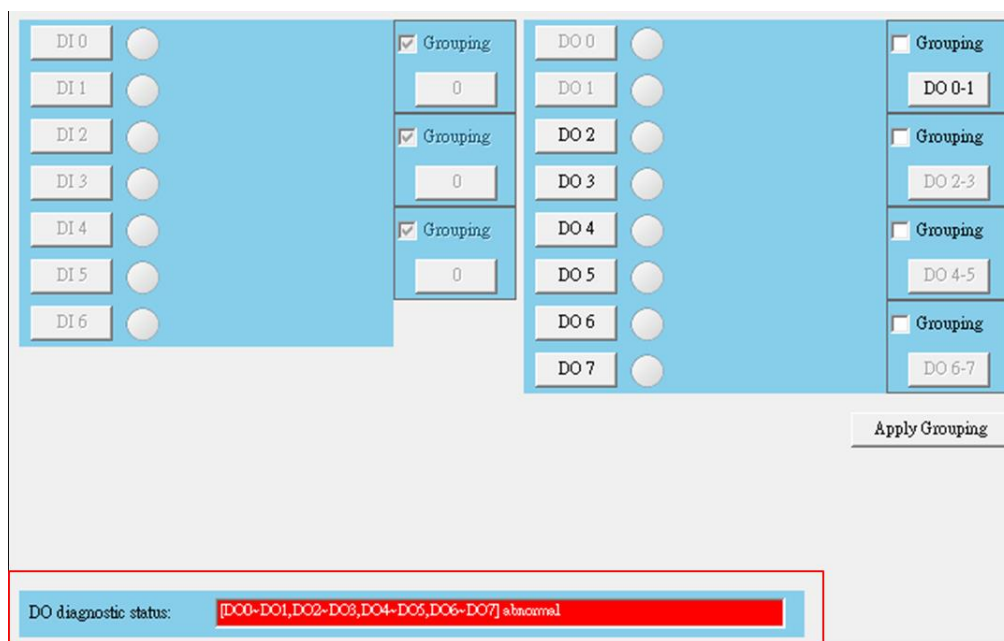 DI 0
Grouping
DI 1
0
DI 2
Grouping
DI 3
0
DI 4
Grouping
DI 5
0
DI 6
DO 0
Grouping
DO 1
DO 0-1
DO 2
Grouping
DO 3
DO 2-3
DO 4
Grouping
DO 5
DO 4-5
DO 6
Grouping
DO 7
DO 6-7
Apply Grouping
DO diagnostic status: [DO0~DO1,DO2~DO3,DO4~DO5,DO6~DO7] abnormal